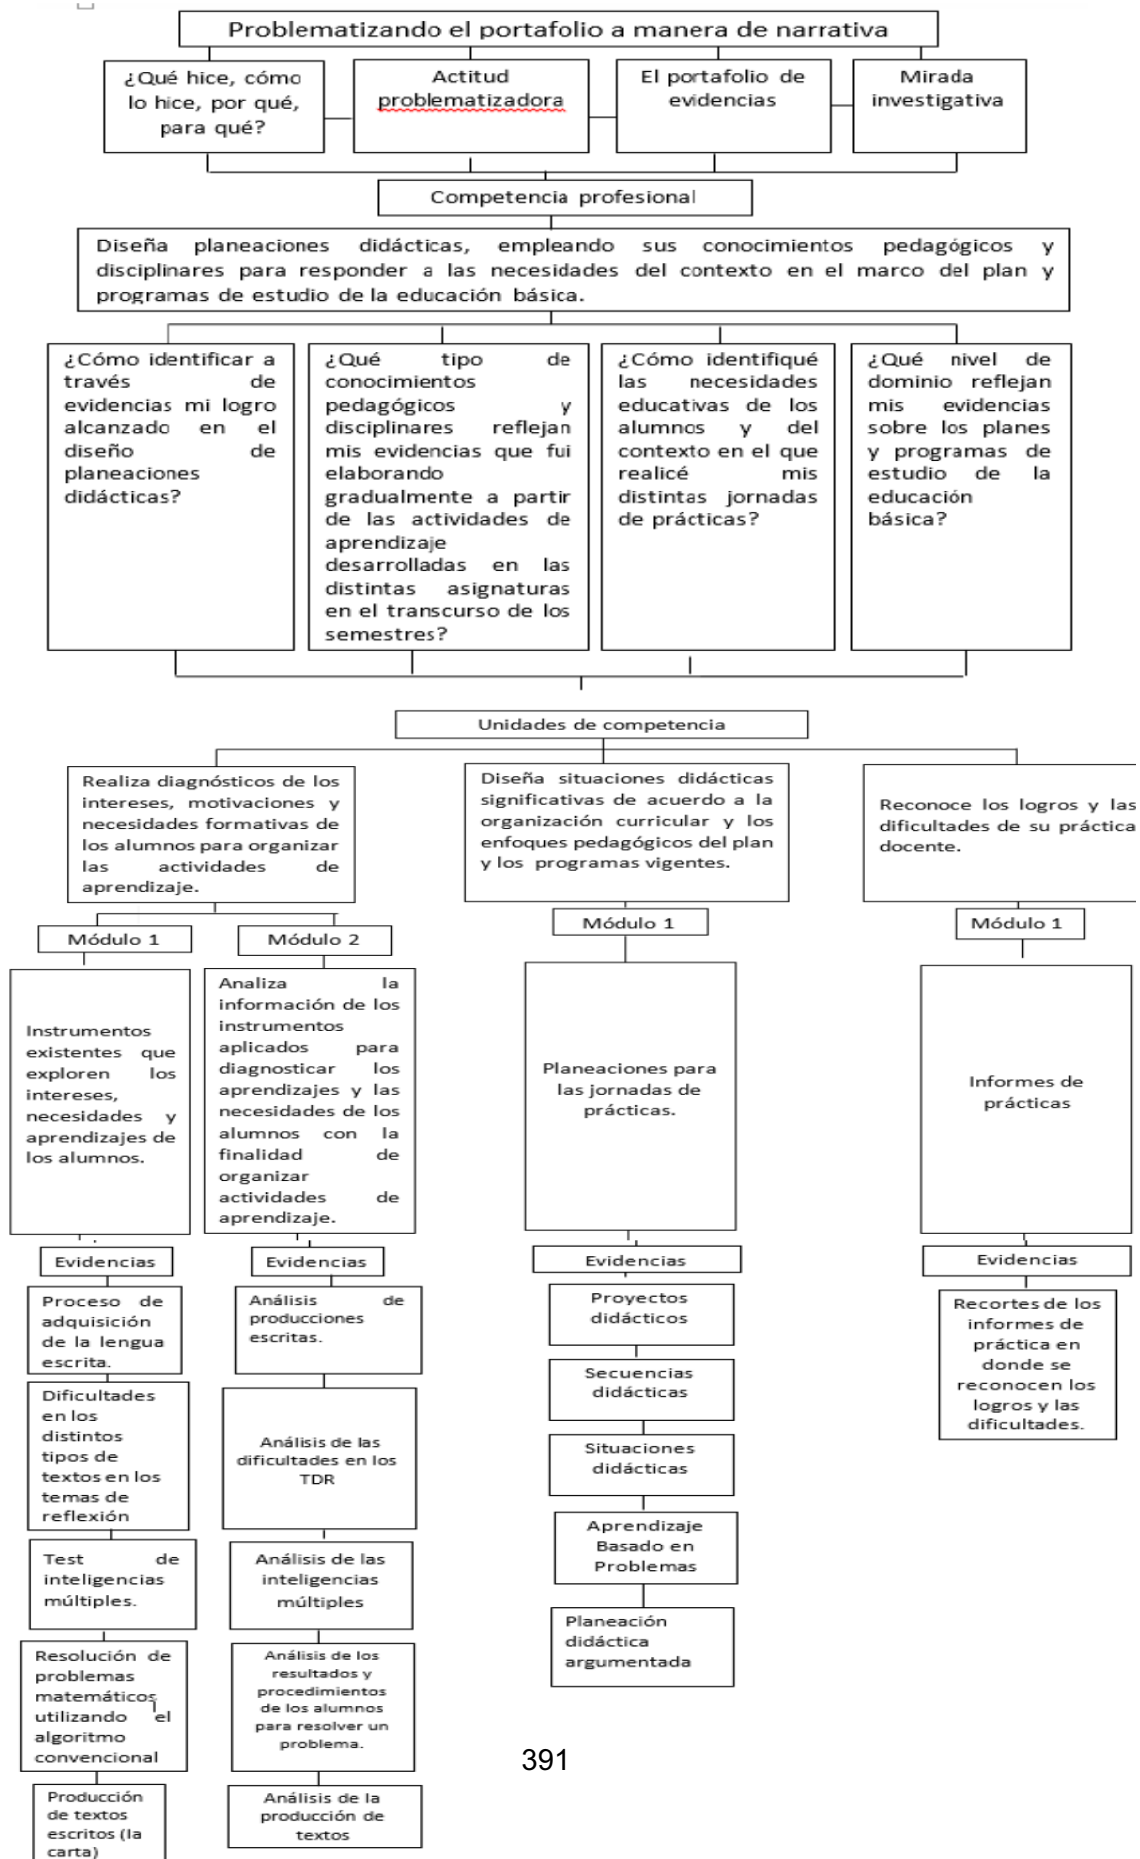 Problematizando el portafolio a manera de narrativa
¿Qué hice, cómo
lo hice, por qué,
para qué?
Actitud
problematizadora
El portafolio de
evidencias
Mirada
investigativa
Competencia profesional
Diseña planeaciones didácticas, empleando sus conocimientos pedagógicos y
disciplinares para responder a las necesidades del contexto en el marco del plan y
programas de estudio de la educación básica.
¿Cómo identificar a
través de
evidencias mi logro
alcanzado en el
diseño de
planeaciones
didácticas?
¿Qué tipo de
conocimientos
pedagógicos y
disciplinares reflejan
mis evidencias que fui
elaborando
gradualmente a partir
de las actividades de
aprendizaje
desarrolladas en las
distintas asignaturas
en el transcurso de los
semestres?
¿Cómo identifiqué
las necesidades
educativas de los
alumnos y del
contexto en el que
realicé mis
distintas jornadas
de prácticas?
¿Qué nivel de
dominio reflejan
mis evidencias
sobre los planes
y programas de
estudio de la
educación
básica?
Unidades de competencia
Realiza diagnósticos de los
intereses, motivaciones y
necesidades formativas de
los alumnos para organizar
las actividades de
aprendizaje.
Diseña situaciones didácticas
significativas de acuerdo a la
organización curricular y los
enfoques pedagógicos del plan
y los programas vigentes.
Reconoce los logros y las
dificultades de su práctica
docente.
Módulo 1
Módulo 2
Módulo 1
Módulo 1
Instrumentos
existentes que
exploren los
intereses,
necesidades y
aprendizajes de
los alumnos.
Analiza la
información de los
instrumentos
aplicados para
diagnosticar los
aprendizajes y las
necesidades de los
alumnos con la
finalidad de
organizar
actividades de
aprendizaje.
Planeaciones para
las jornadas de
prácticas.
Informes de
prácticas
Evidencias
Evidencias
Evidencias
Evidencias
Proceso de
adquisición
de la lengua
escrita.
Dificultades
en los
distintos
tipos de
textos en los
temas de
reflexión
Test de
inteligencias
múltiples.
Resolución de
problemas
matemáticos
utilizando el
algoritmo
convencional
Producción
de textos
escritos (la
carta)
Análisis de
producciones
escritas.
Análisis de las
dificultades en los
TDR
Análisis de las
inteligencias
múltiples
Análisis de los
resultados y
procedimientos
de los alumnos
para resolver un
problema.
Análisis de la
producción de
textos
Proyectos
didácticos
Secuencias
didácticas
Situaciones
didácticas
Aprendizaje
Basado en
Problemas
Planeación
didáctica
argumentada
Recortes de los
informes de
práctica en
donde se
reconocen los
logros y las
dificultades.
391